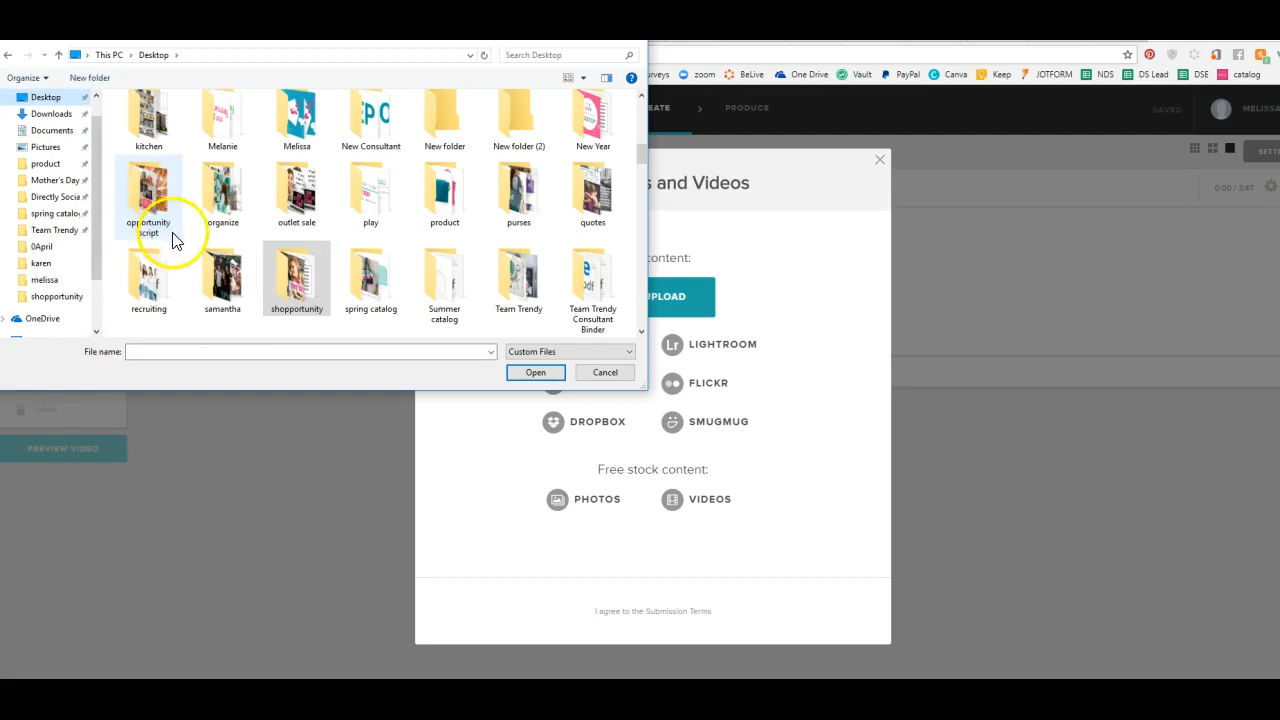 This PC > Desktop >
Search Desktop
Organize
New folder
Desktop
Downloads
Documents
Pictures
product
Mother's Day
Directly Socia
spring catalog
Team Trendy
0April
karen
melissa
shopportunity
OneDrive
kitchen
Melanie
Melissa
New Consultant
New folder
New folder (2)
New Year
opportunity
script
organize
outlet sale
play
product
purses
quotes
recruiting
samantha
shopportunity
spring catalog
Summer
catalog
Team Trendy
Team Trendy
Consultant
Binder
File name:
Custom Files
Open
Cancel
urveys
zoom
BeLive
One Drive
Vault
PayPal
Canva
Keep
JOTFORM
NDS
DS Lead
DSE
catalog
EATE
PRODUCE
SAVED
MELISSA
SETTI
0:00 / 3:47
s and Videos
content:
UPLOAD
Lr LIGHTROOM
FLICKR
DROPBOX
SMUGMUG
Free stock content:
PHOTOS
VIDEOS
I agree to the Submission Terms
PREVIEW VIDEO